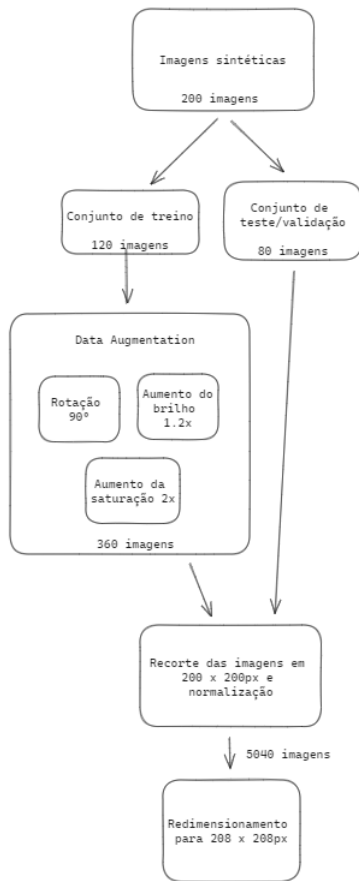 Imagens sintéticas
200 imagens
Conjunto de treino
120 imagens
Conjunto de
teste/validação
80 imagens
Data Augmentation
Rotação
90º
Aumento do
brilho
1.2x
Aumento da
saturação 2x
360 imagens
Recorte das imagens em
200 x 200px e
normalização
5040 imagens
Redimensionamento
para 208 x 208px